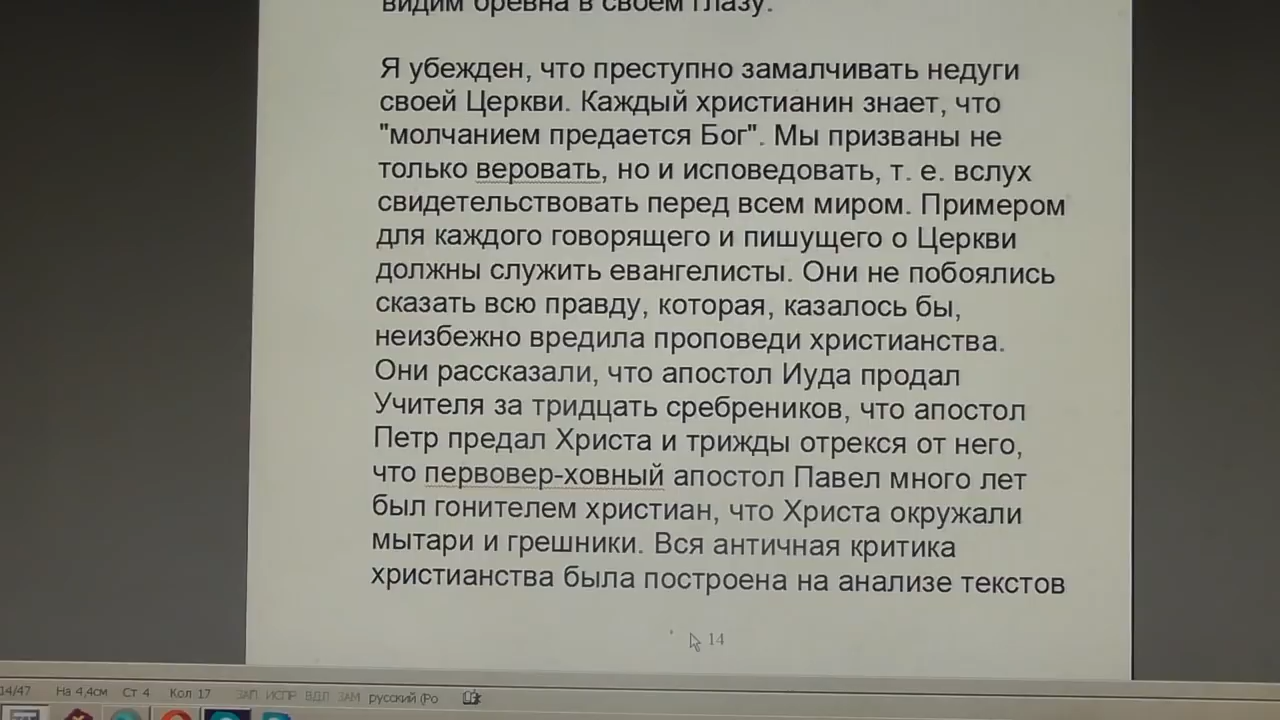 видим бревна в своем глазу.
Я убежден, что преступно замалчивать недуги
своей Церкви. Каждый христианин знает, что
"молчанием предается Бог". Мы призваны не
только веровать, но и исповедовать, т. е. вслух
свидетельствовать перед всем миром. Примером
для каждого говорящего и пишущего о Церкви
должны служить евангелисты. Они не побоялись
сказать всю правду, которая, казалось бы,
неизбежно вредила проповеди христианства.
Они рассказали, что апостол Иуда продал
Учителя за тридцать сребреников, что апостол
Петр предал Христа и трижды отрекся от него,
что первовер-ховный апостол Павел много лет
был гонителем христиан, что Христа окружали
мытари и грешники. Вся античная критика
христианства была построена на анализе текстов
14
14/47 На 4,4см Ст 4 Кол 17 ЗАП ИСПР ВДЛ ЗАМ русский (Ро